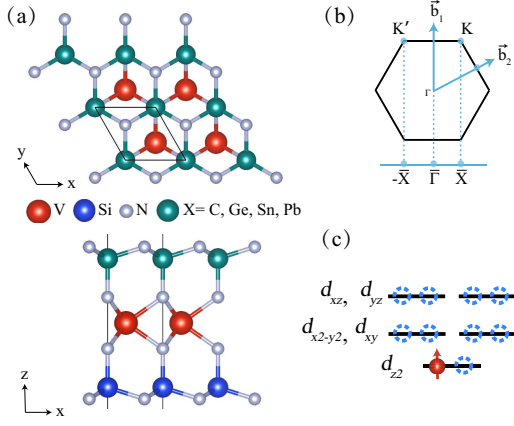 (a)
y
x
V Si N X= C, Ge, Sn, Pb
z
x
(b)
K′ b⃗₁ K
b⃗₂
Γ
-X̅ Γ̅ X̅
(c)
dxz, dyz
dx2-y2, dxy
dz2